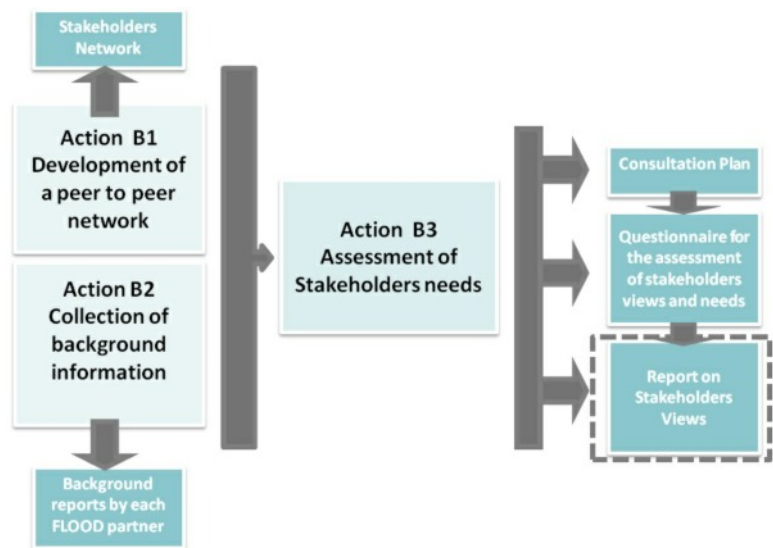 Stakeholders
Network
Action B1
Development of
a peer to peer
network
Action B2
Collection of
background
information
Background
reports by each
FLOOD partner
Action B3
Assessment of
Stakeholders needs
Consultation Plan
Questionnaire for
the assessment
of stakeholders
views and needs
Report on
Stakeholders
Views